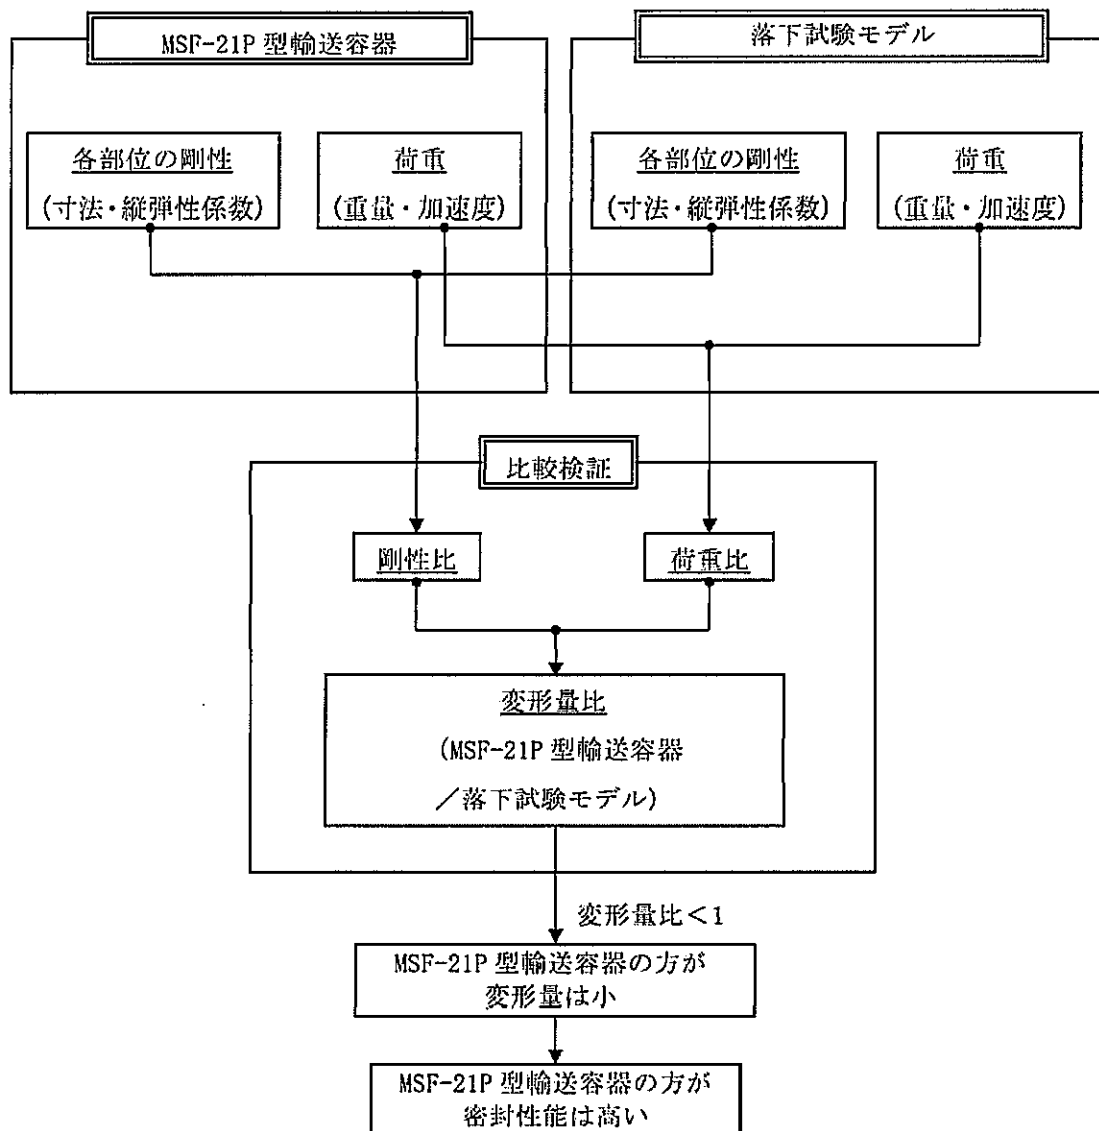 MSF-21P 型輸送容器
落下試験モデル
各部位の剛性
(寸法・縦弾性係数)
荷重
(重量・加速度)
各部位の剛性
(寸法・縦弾性係数)
荷重
(重量・加速度)
比較検証
剛性比
荷重比
変形量比
(MSF-21P 型輸送容器
／落下試験モデル)
変形量比＜1
MSF-21P 型輸送容器の方が
変形量は小
MSF-21P 型輸送容器の方が
密封性能は高い